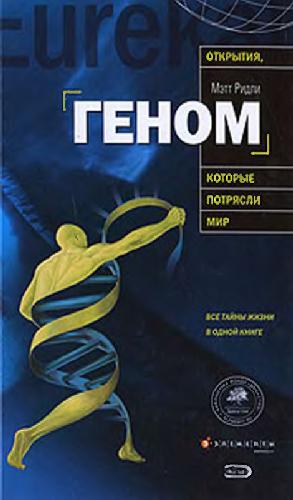 Eurek
ОТКРЫТИЯ,
Мэтт Ридли
ГЕНОМ
КОТОРЫЕ
ПОТРЯСЛИ
МИР
ВСЕ ТАЙНЫ ЖИЗНИ
В ОДНОЙ КНИГЕ
ЭЛЕМЕНТЫ